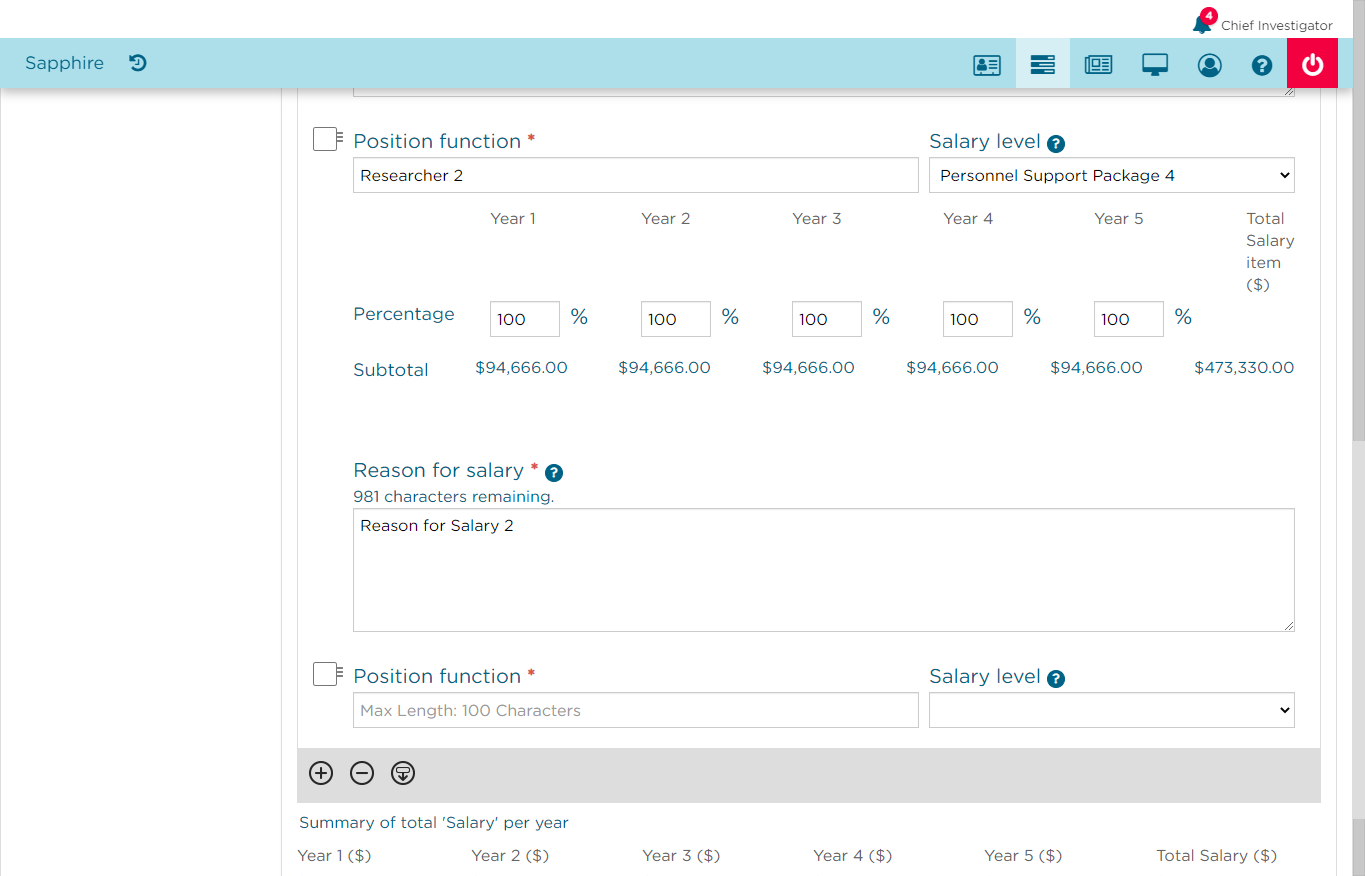 4
Chief Investigator
Sapphire
?
Position function *
Salary level ?
Researcher 2
Personnel Support Package 4
Year 1 Year 2 Year 3 Year 4 Year 5 Total
Salary
item
($)
Percentage 100 % 100 % 100 % 100 % 100 %
Subtotal $94,666.00 $94,666.00 $94,666.00 $94,666.00 $94,666.00 $473,330.00
Reason for salary * ?
981 characters remaining.
Reason for Salary 2
Position function *
Salary level ?
Max Length: 100 Characters
Summary of total 'Salary' per year
Year 1 ($) Year 2 ($) Year 3 ($) Year 4 ($) Year 5 ($) Total Salary ($)